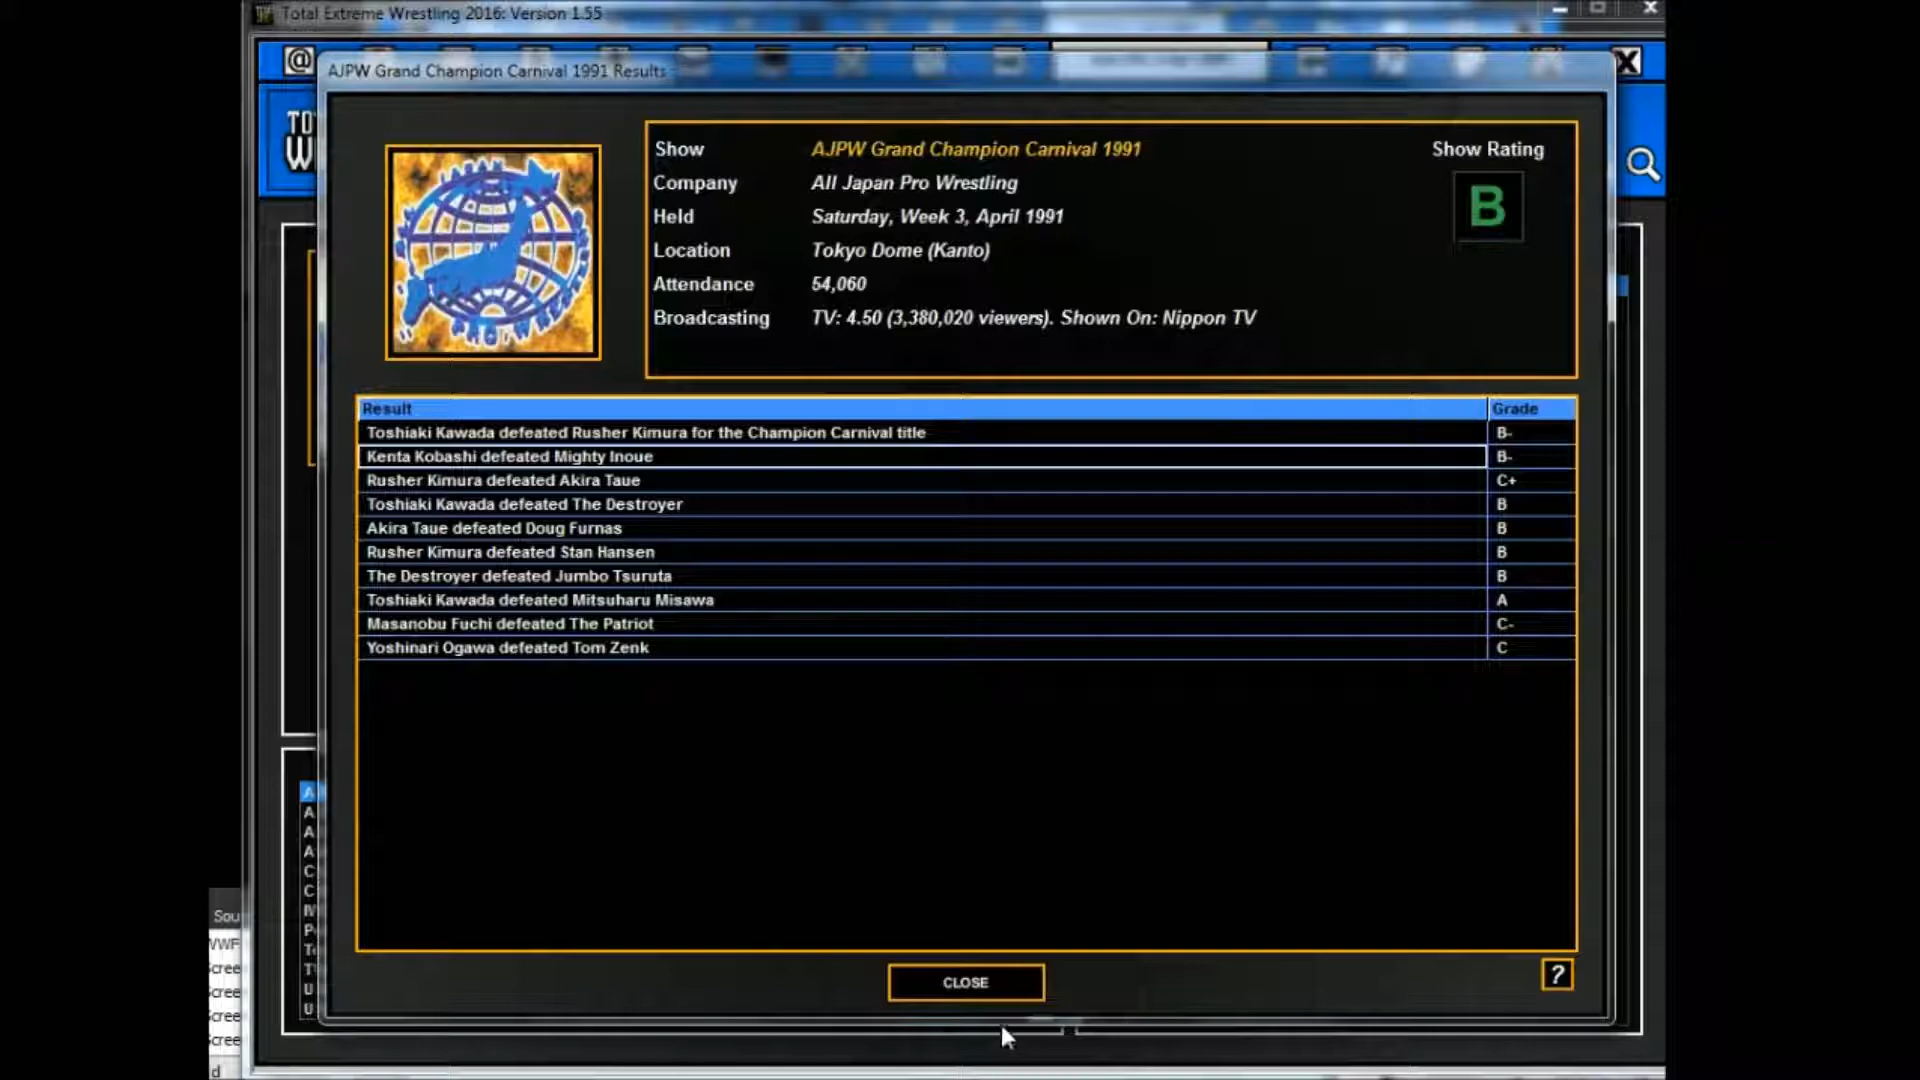 Total Extreme Wrestling 2016: Version 1.55
AJPW Grand Champion Carnival 1991 Results
Show AJPW Grand Champion Carnival 1991 Show Rating
Company All Japan Pro Wrestling B
Held Saturday, Week 3, April 1991
Location Tokyo Dome (Kanto)
Attendance 54,060
Broadcasting TV: 4.50 (3,380,020 viewers). Shown On: Nippon TV
Result Grade
Toshiaki Kawada defeated Rusher Kimura for the Champion Carnival title B-
Kenta Kobashi defeated Mighty Inoue B-
Rusher Kimura defeated Akira Taue C+
Toshiaki Kawada defeated The Destroyer B
Akira Taue defeated Doug Furnas B
Rusher Kimura defeated Stan Hansen B
The Destroyer defeated Jumbo Tsuruta B
Toshiaki Kawada defeated Mitsuharu Misawa A
Masanobu Fuchi defeated The Patriot C-
Yoshinari Ogawa defeated Tom Zenk C
CLOSE ?